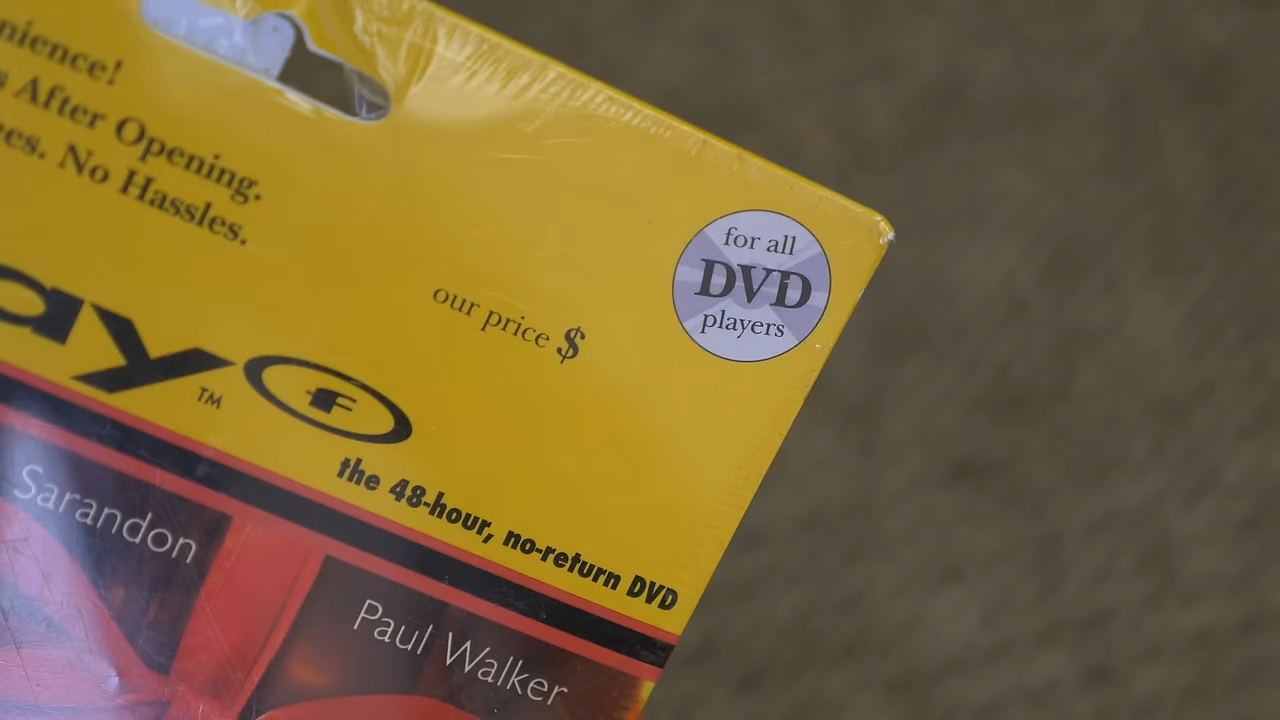 nience!
After Opening.
es. No Hassles.
for all
DVD
players
our price $
ay™
the 48-hour, no-return DVD
Sarandon
Paul Walker